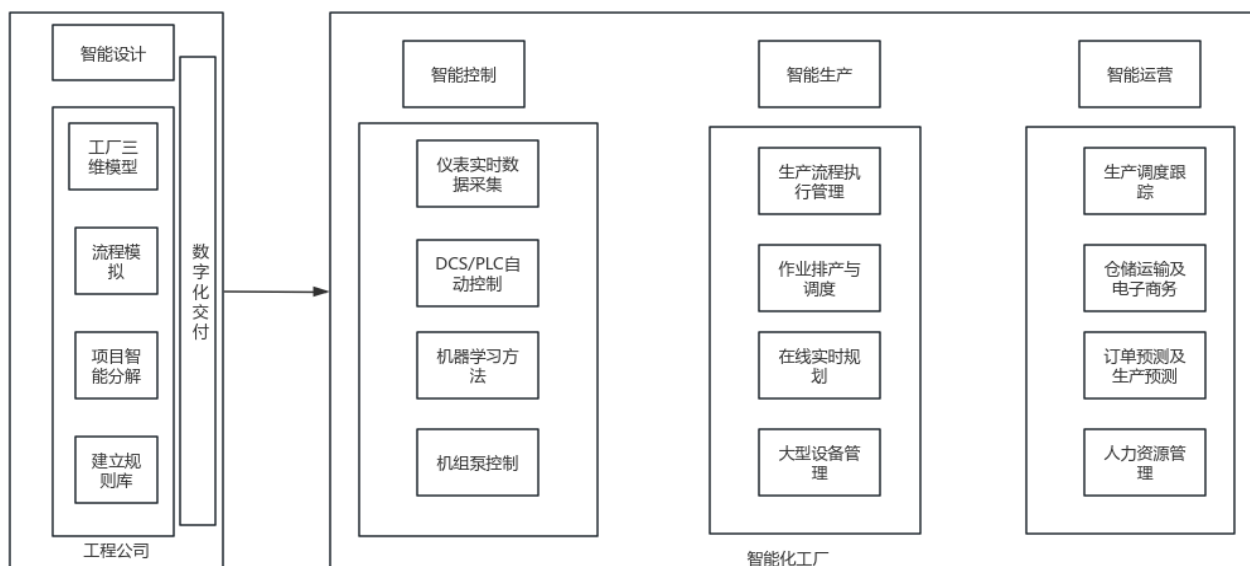 智能设计
工厂三
维模型
流程模
拟
项目智
能分解
建立规
则库
数
字
化
交
付
工程公司
智能控制
仪表实时数
据采集
DCS/PLC自
动控制
机器学习方
法
机组泵控制
智能生产
生产流程执
行管理
作业排产与
调度
在线实时规
划
大型设备管
理
智能运营
生产调度跟
踪
仓储运输及
电子商务
订单预测及
生产预测
人力资源管
理
智能化工厂